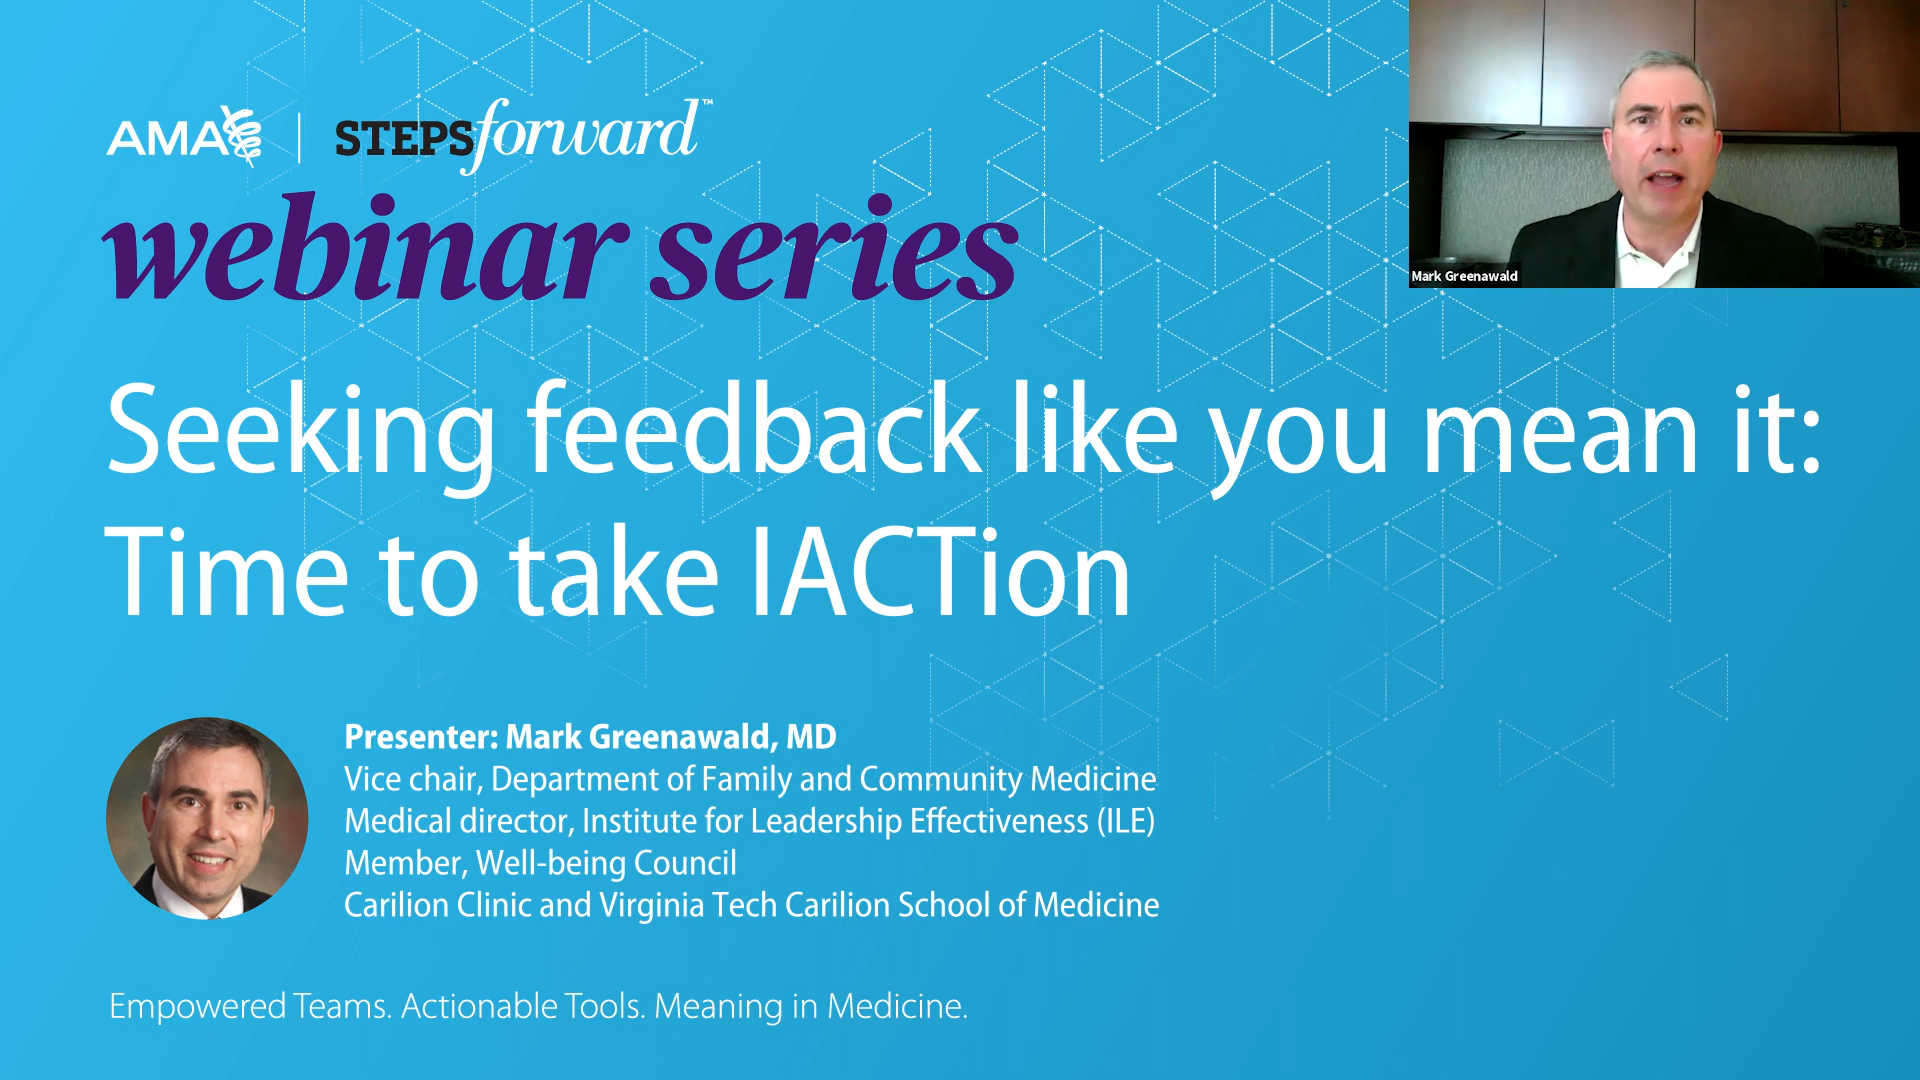 AMA | STEPSforward™
webinar series
Mark Greenawald
Seeking feedback like you mean it:
Time to take IACTion
Presenter: Mark Greenawald, MD
Vice chair, Department of Family and Community Medicine
Medical director, Institute for Leadership Effectiveness (ILE)
Member, Well-being Council
Carilion Clinic and Virginia Tech Carilion School of Medicine
Empowered Teams. Actionable Tools. Meaning in Medicine.